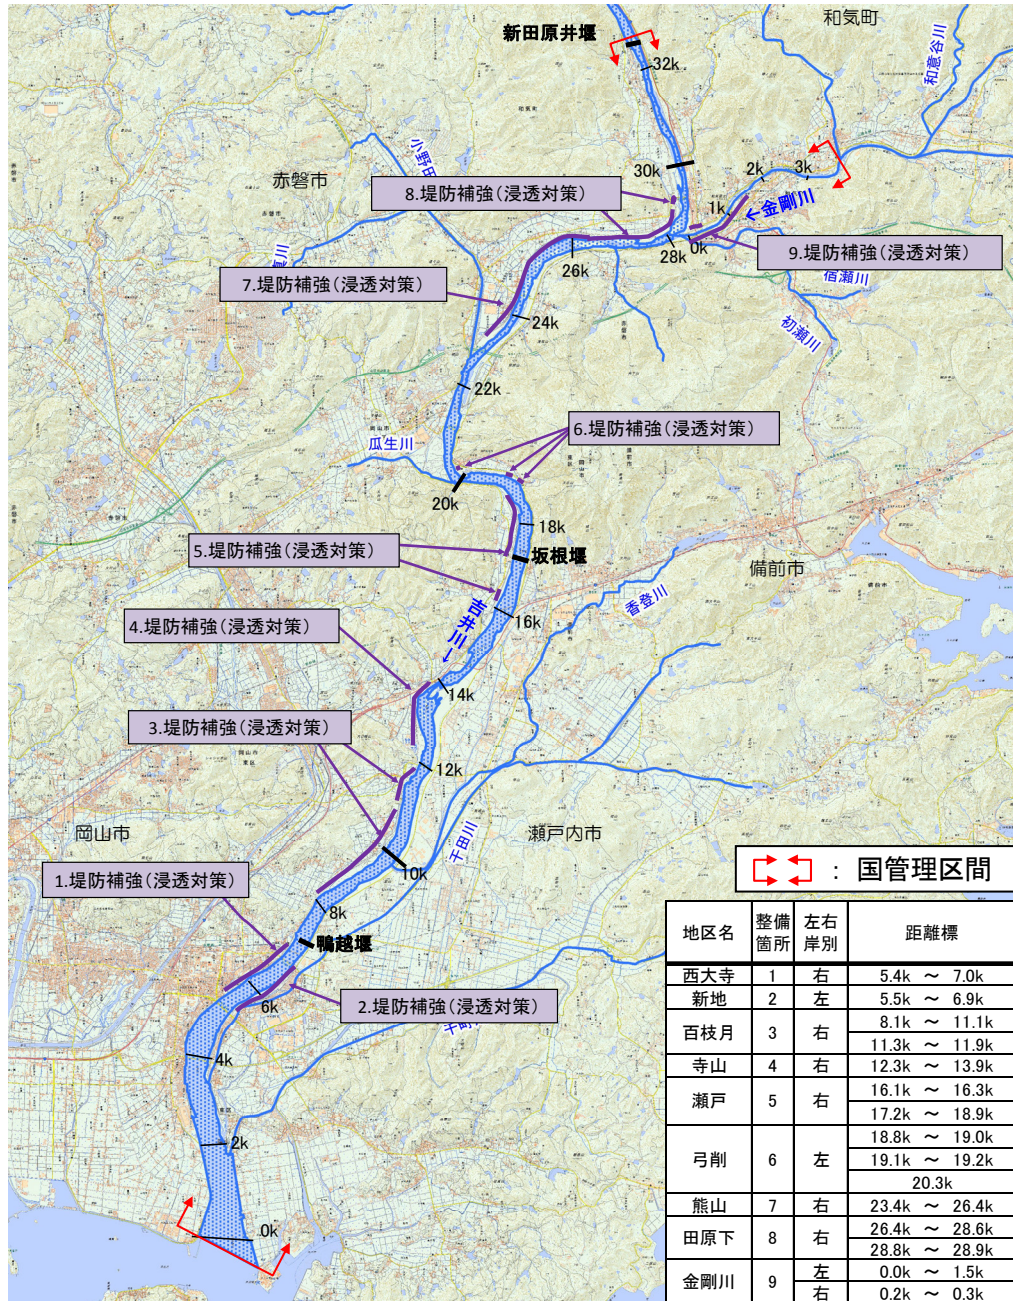 新田原井堰
和気町
和意谷川
32k
和気町
小野田
赤磐市
30k
2k
3k
8.堤防補強(浸透対策)
1k
←金剛川
28k
0k
26k
9.堤防補強(浸透対策)
宿瀬川
7.堤防補強(浸透対策)
24k
初瀬川
22k
瓜生川
6.堤防補強(浸透対策)
20k
18k
5.堤防補強(浸透対策)
坂根堰
備前市
香登川
吉井川→
16k
4.堤防補強(浸透対策)
14k
3.堤防補強(浸透対策)
12k
岡山市
干田川
瀬戸内市
10k
1.堤防補強(浸透対策)
8k
鴨越堰
6k
2.堤防補強(浸透対策)
4k
2k
0k
: 国管理区間
地区名 整備箇所 左右岸別 距離標
西大寺 1 右 5.4k ～ 7.0k
新地 2 左 5.5k ～ 6.9k
百枝月 3 右 8.1k ～ 11.1k
11.3k ～ 11.9k
寺山 4 右 12.3k ～ 13.9k
瀬戸 5 右 16.1k ～ 16.3k
17.2k ～ 18.9k
弓削 6 左 18.8k ～ 19.0k
19.1k ～ 19.2k
20.3k
熊山 7 右 23.4k ～ 26.4k
田原下 8 右 26.4k ～ 28.6k
28.8k ～ 28.9k
金剛川 9 左 0.0k ～ 1.5k
右 0.2k ～ 0.3k